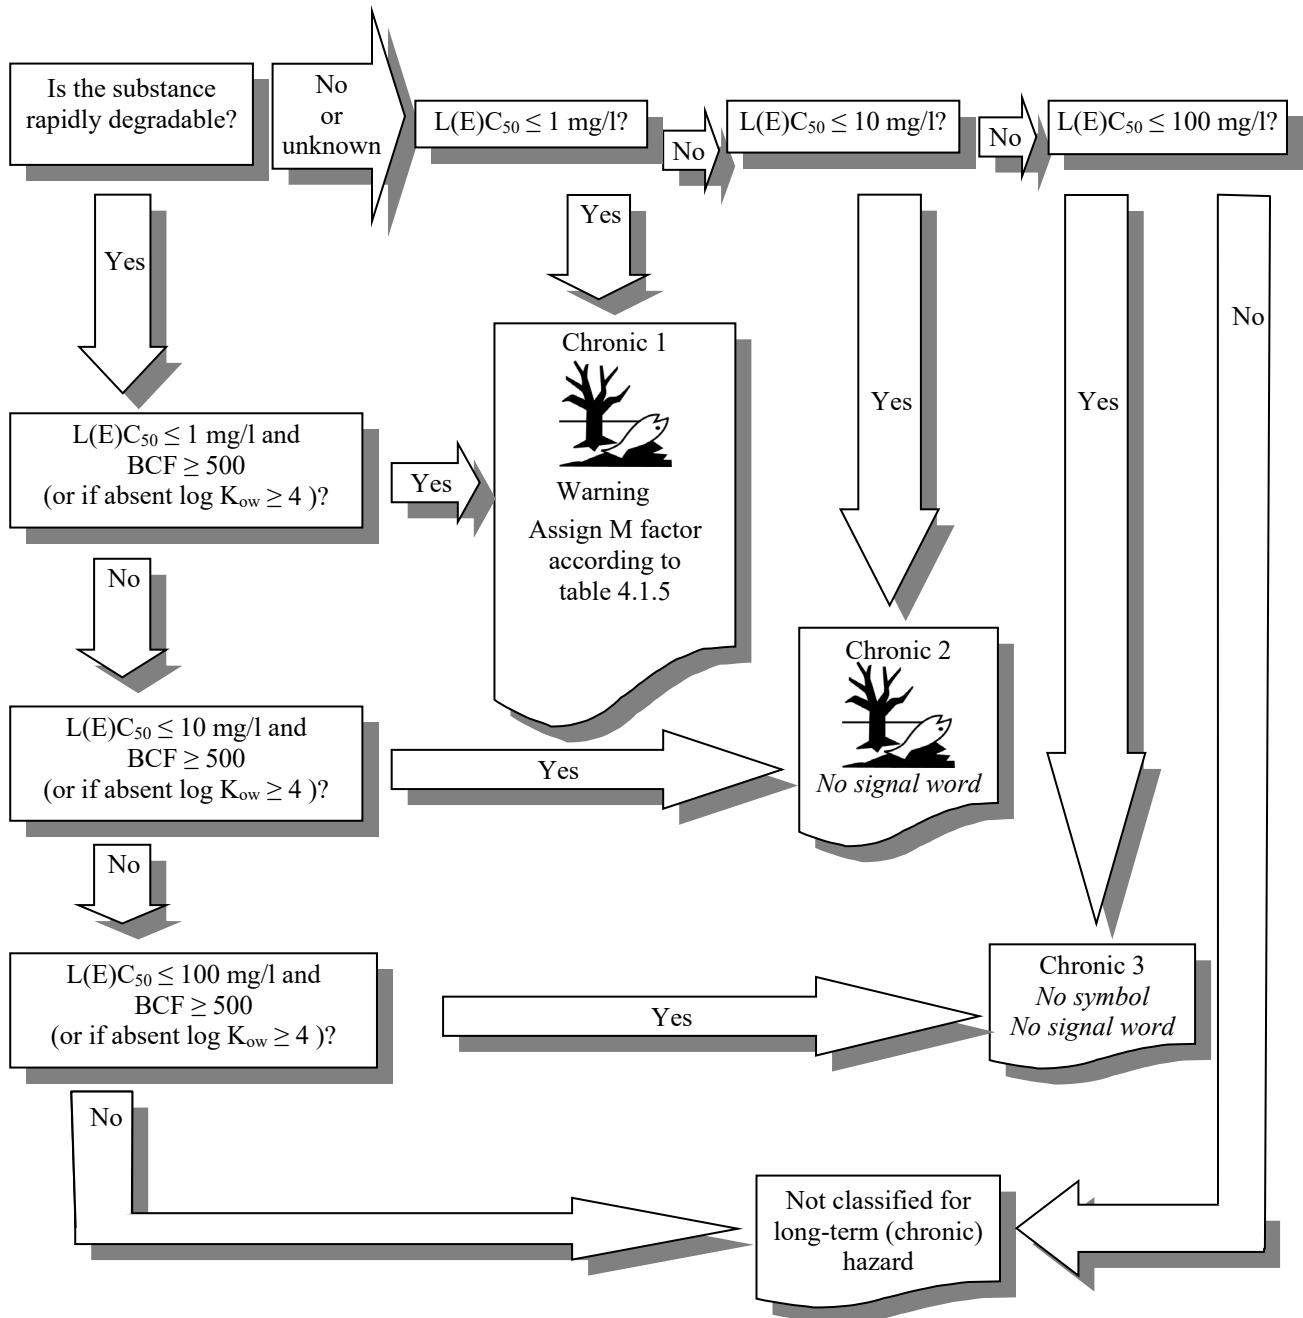 Is the substance
rapidly degradable?
No
or
unknown
L(E)C₅₀ ≤ 1 mg/l?
No
L(E)C₅₀ ≤ 10 mg/l?
No
L(E)C₅₀ ≤ 100 mg/l?
Yes
Yes
Yes
Yes
No
L(E)C₅₀ ≤ 1 mg/l and
BCF ≥ 500
(or if absent log Kₒw ≥ 4 )?
Yes
Chronic 1
Warning
Assign M factor
according to
table 4.1.5
No
L(E)C₅₀ ≤ 10 mg/l and
BCF ≥ 500
(or if absent log Kₒw ≥ 4 )?
Yes
Chronic 2
No signal word
No
L(E)C₅₀ ≤ 100 mg/l and
BCF ≥ 500
(or if absent log Kₒw ≥ 4 )?
Yes
Chronic 3
No symbol
No signal word
No
Not classified for
long-term (chronic)
hazard